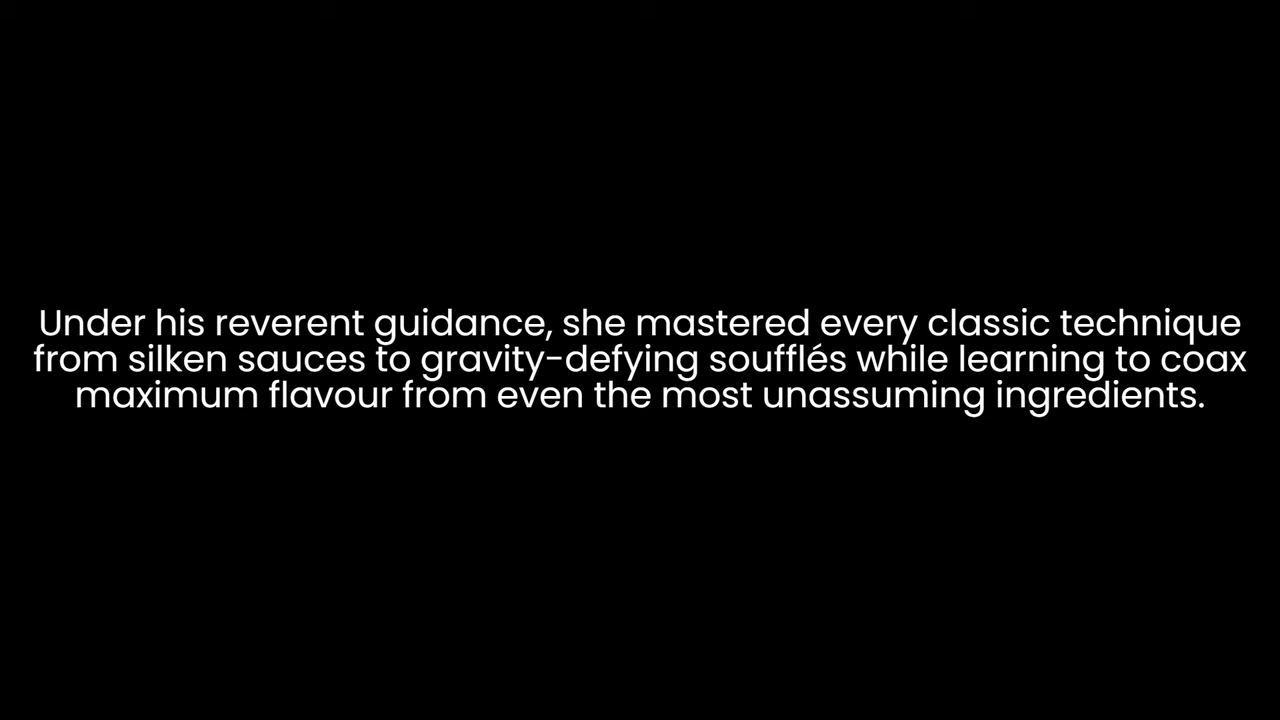 Under his reverent guidance, she mastered every classic technique
from silken sauces to gravity-defying soufflés while learning to coax
maximum flavour from even the most unassuming ingredients.